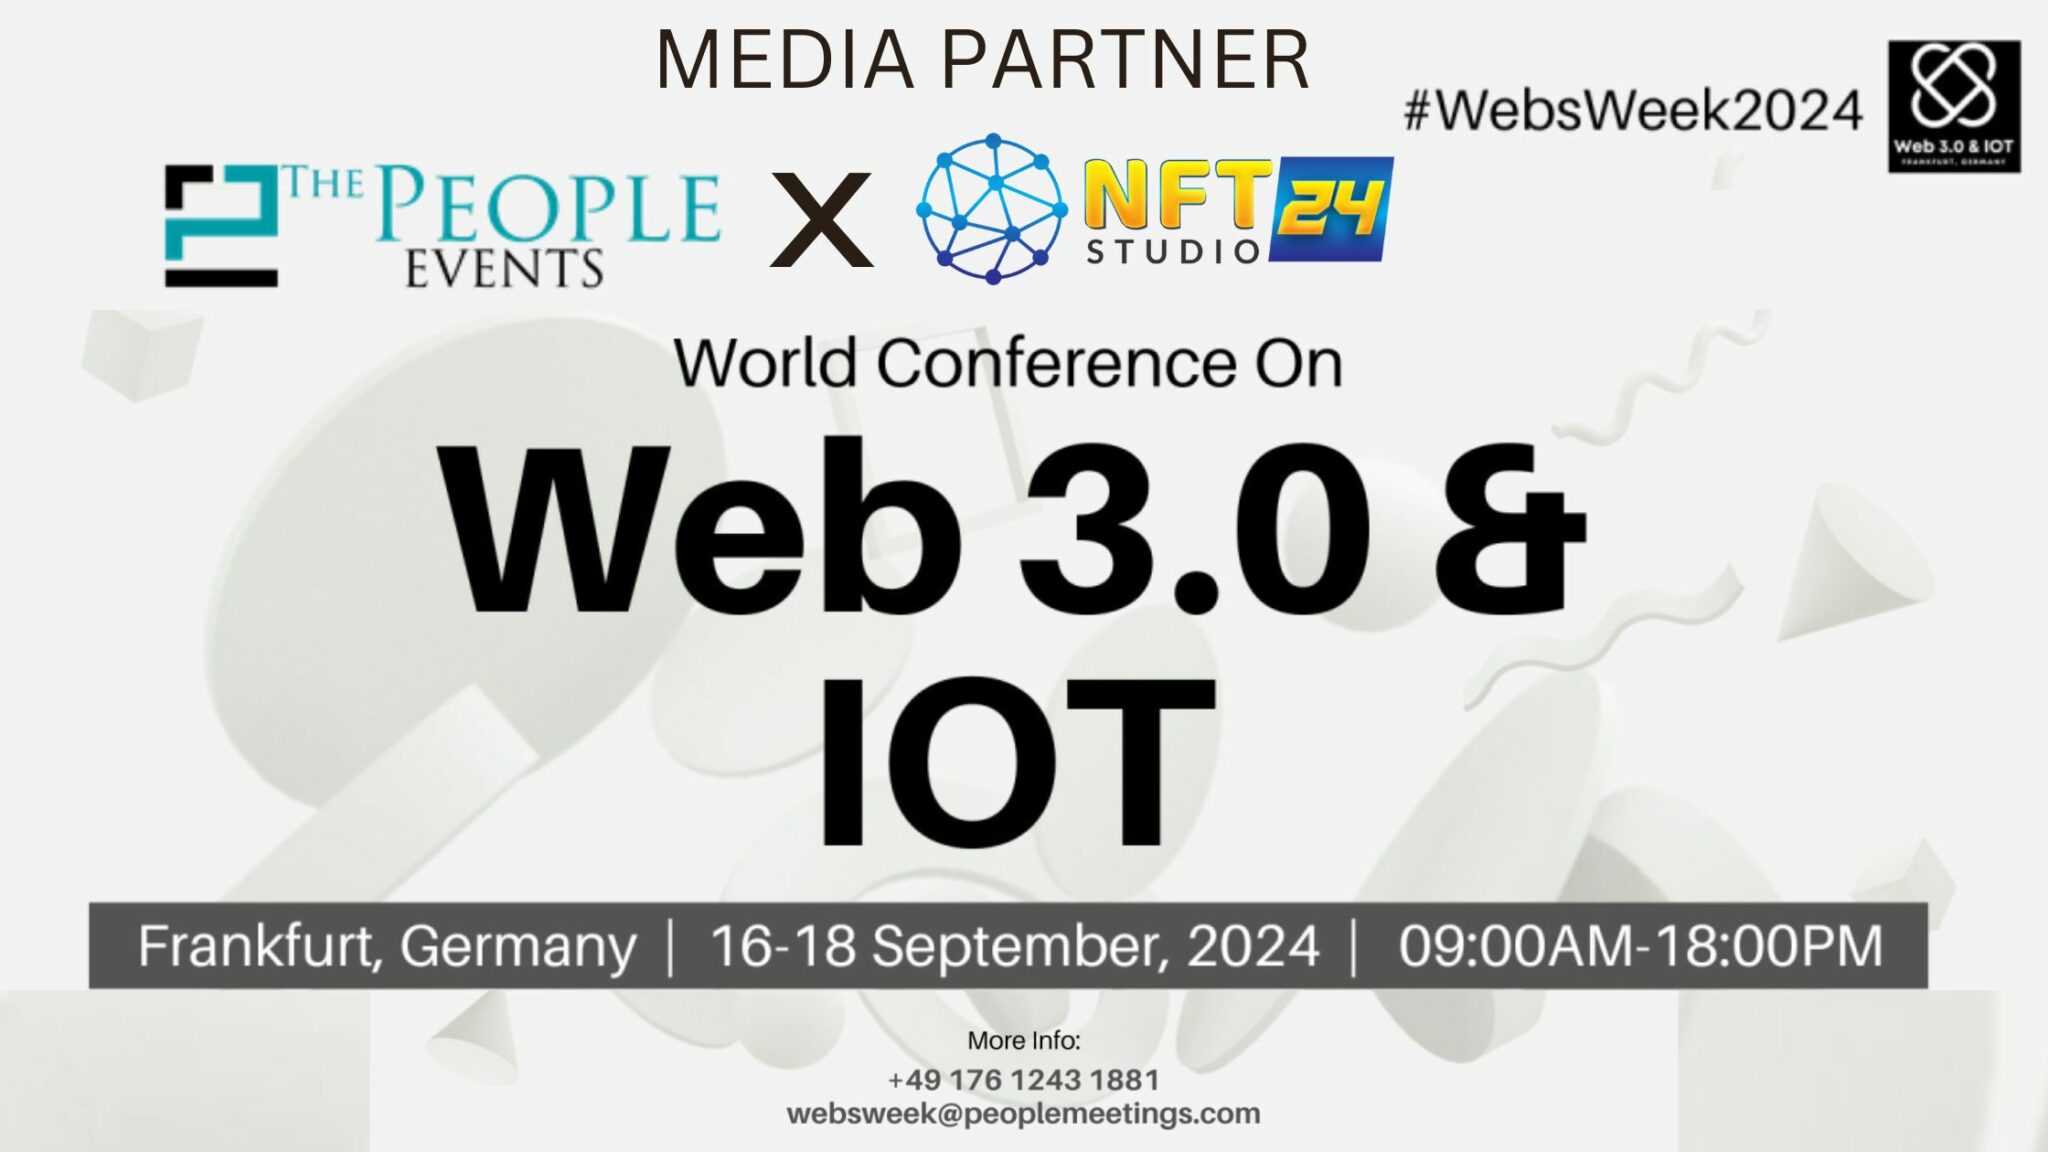 MEDIA PARTNER
#WebsWeek2024
Web 3.0 & IOT
FRANKFURT, GERMANY
THE PEOPLE
EVENTS
X
NFT
STUDIO
24
World Conference On
Web 3.0 &
IOT
Frankfurt, Germany | 16-18 September, 2024 | 09:00AM-18:00PM
More Info:
+49 176 1243 1881
websweek@peoplemeetings.com